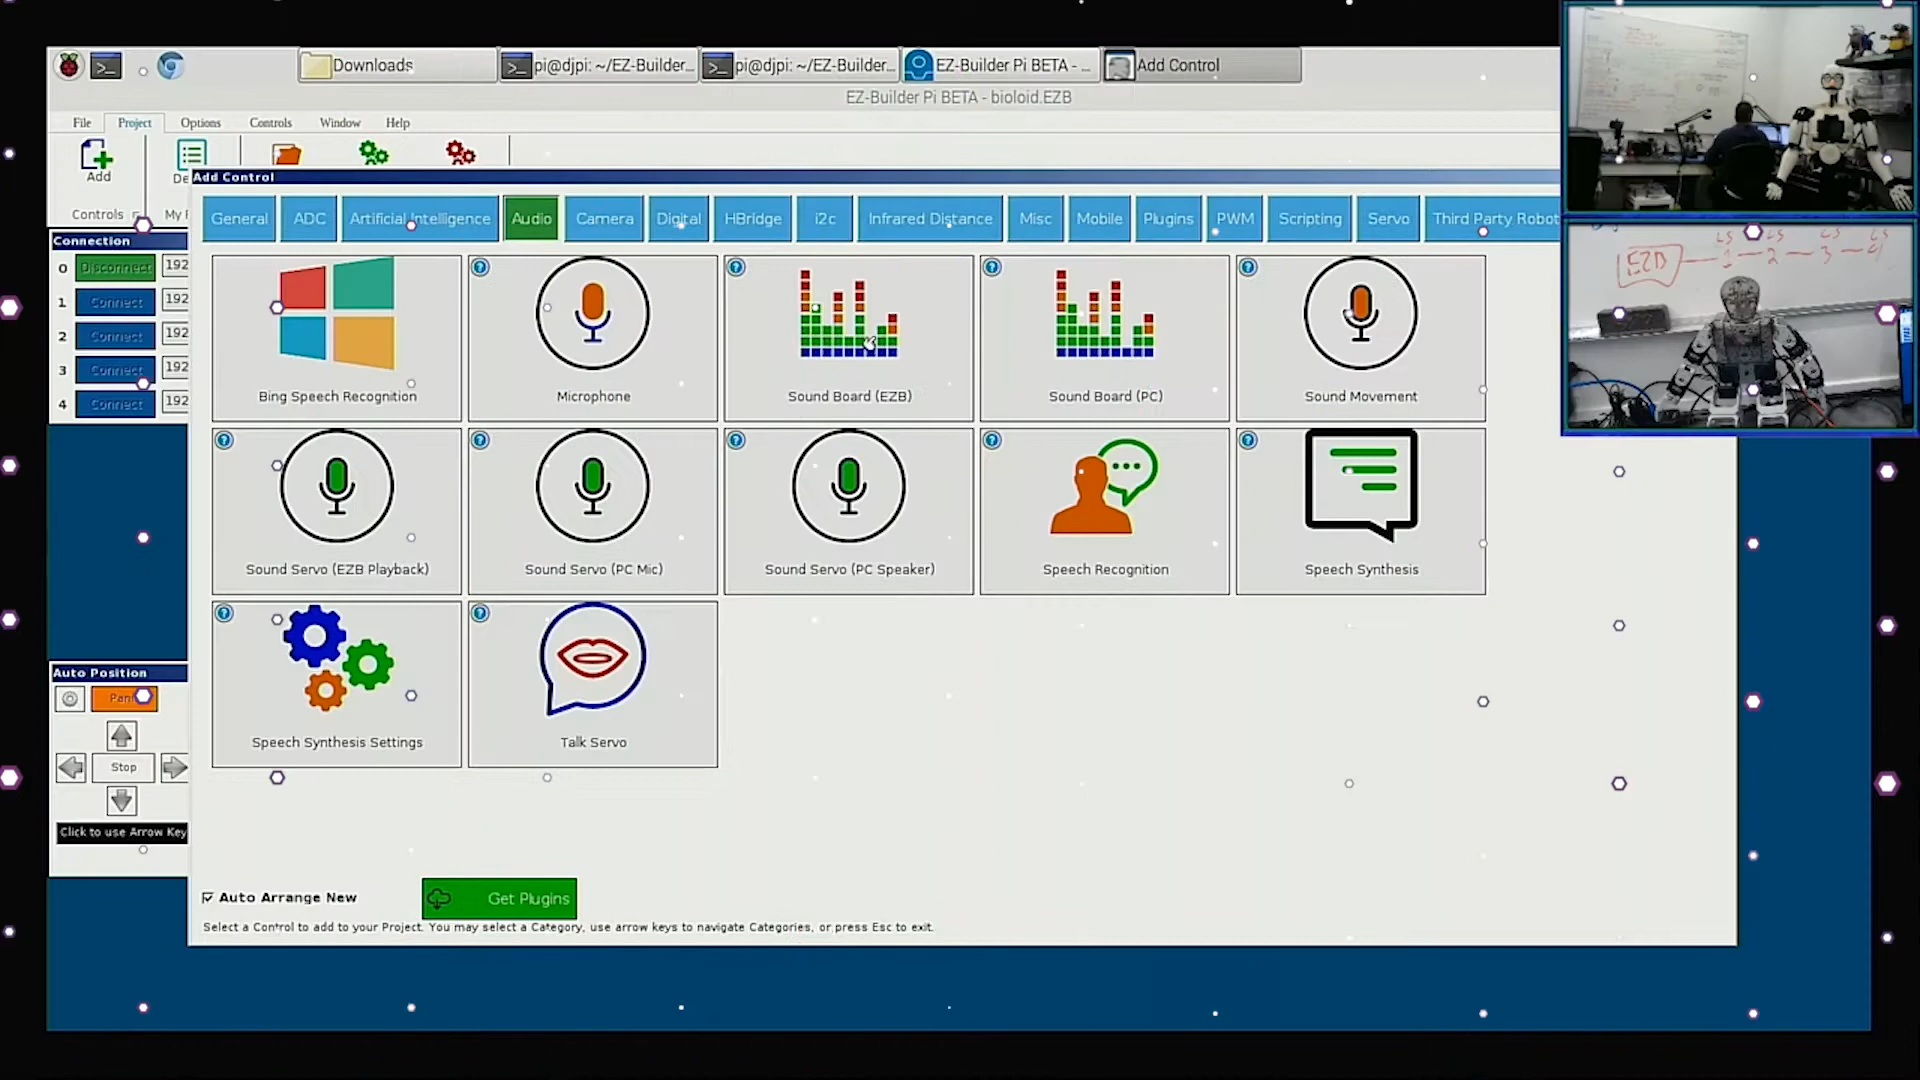 Downloads
pi@djpi: ~/EZ-Builder...
pi@djpi: ~/EZ-Builder...
EZ-Builder Pi BETA - ...
Add Control
EZ-Builder Pi BETA - bioloid.EZB
File
Project
Options
Controls
Window
Help
Add
De
Controls
My
Add Control
General
ADC
Artificial Intelligence
Audio
Camera
Digital
HBridge
i2c
Infrared Distance
Misc
Mobile
Plugins
PWM
Scripting
Servo
Third Party Robot
Connection
0 Disconnect 192
1 Connect 192
2 Connect 192
3 Connect 192
4 Connect 192
Bing Speech Recognition
Microphone
Sound Board (EZB)
Sound Board (PC)
Sound Movement
Sound Servo (EZB Playback)
Sound Servo (PC Mic)
Sound Servo (PC Speaker)
Speech Recognition
Speech Synthesis
Speech Synthesis Settings
Talk Servo
Auto Position
Stop
Click to use Arrow Key
Auto Arrange New
Get Plugins
Select a Control to add to your Project. You may select a Category, use arrow keys to navigate Categories, or press Esc to exit.
EZB 1 2 3 4